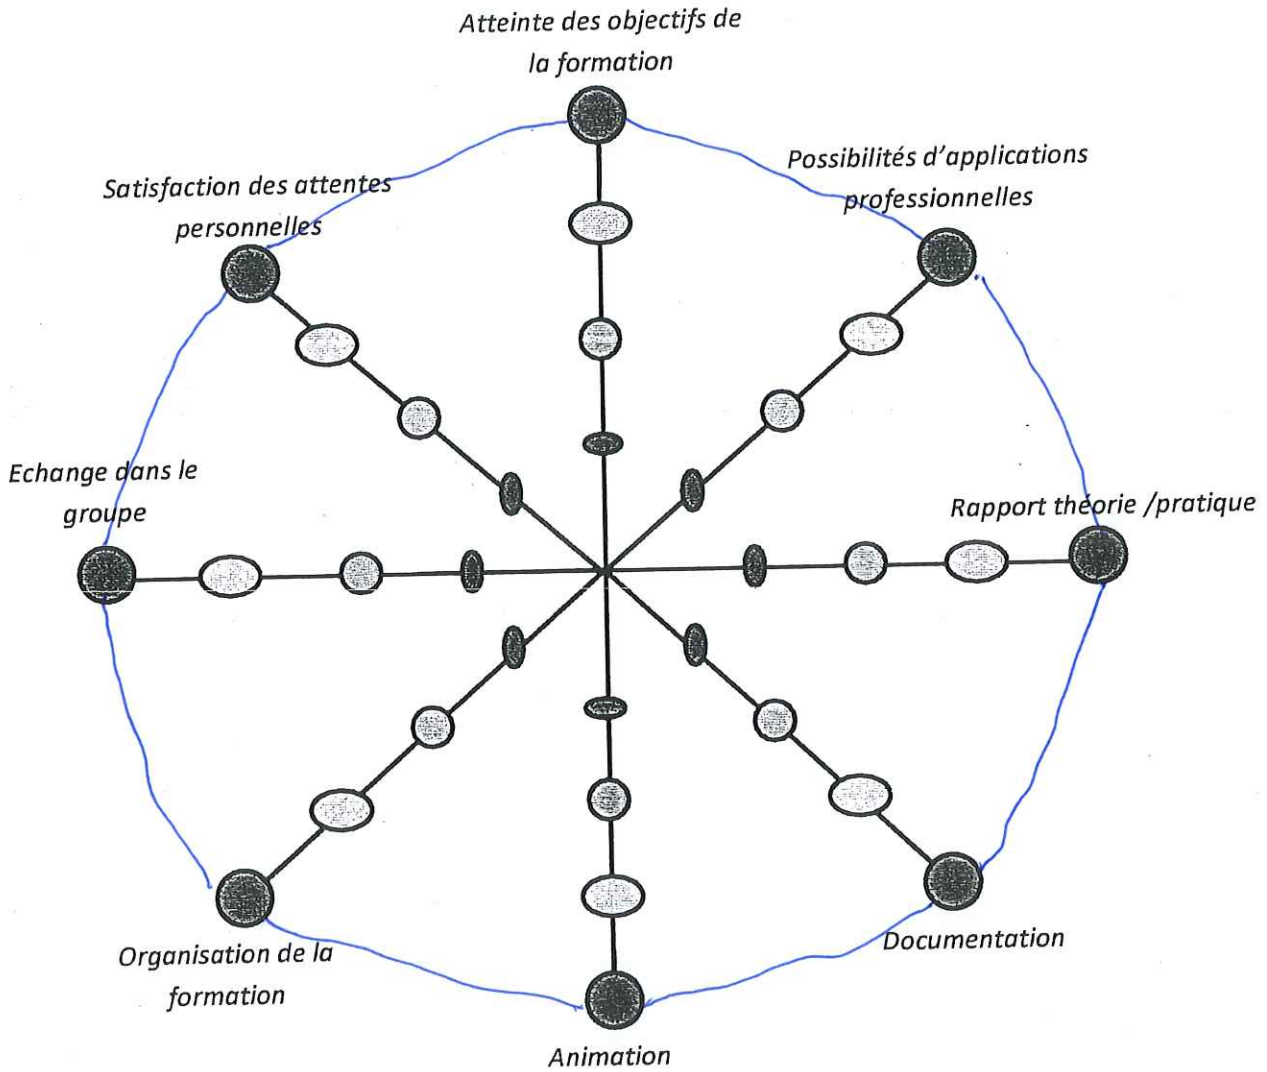 Atteinte des objectifs de
la formation
Possibilités d'applications
professionnelles
Satisfaction des attentes
personnelles
Echange dans le
groupe
Rapport théorie /pratique
Organisation de la
formation
Documentation
Animation